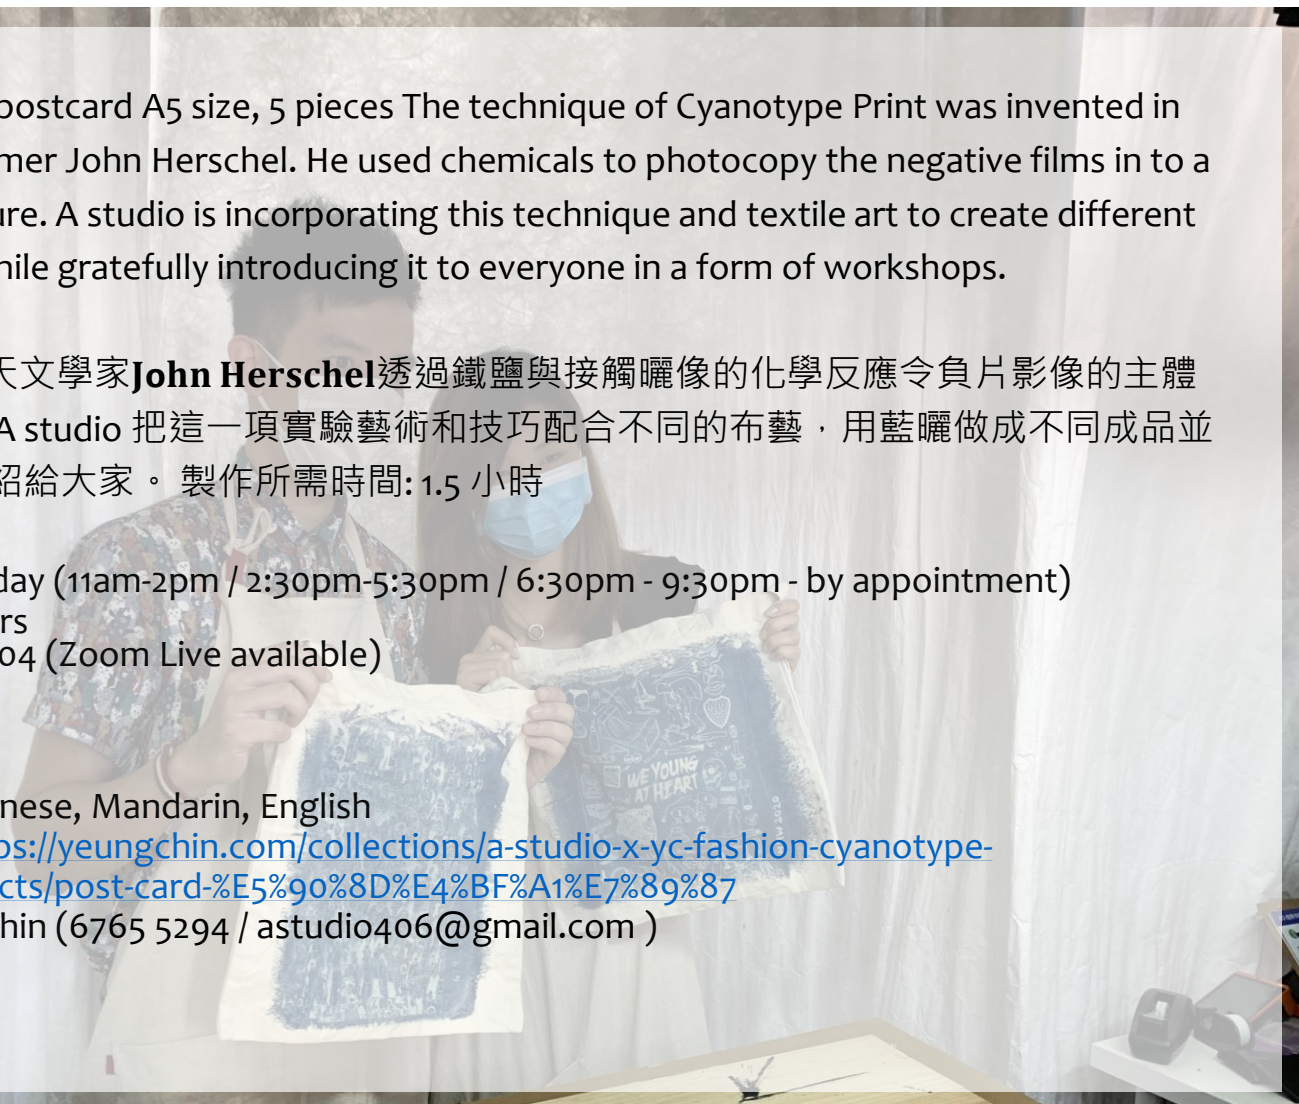 postcard A5 size, 5 pieces The technique of Cyanotype Print was invented in
mer John Herschel. He used chemicals to photocopy the negative films in to a
ure. A studio is incorporating this technique and textile art to create different
hile gratefully introducing it to everyone in a form of workshops.
天文學家John Herschel透過鐵鹽與接觸曬像的化學反應令負片影像的主體
A studio 把這一項實驗藝術和技巧配合不同的布藝，用藍曬做成不同成品並
紹給大家。 製作所需時間: 1.5 小時
day (11am-2pm / 2:30pm-5:30pm / 6:30pm - 9:30pm - by appointment)
rs
04 (Zoom Live available)
WE YOUNG
AT HEART
nese, Mandarin, English
ps://yeungchin.com/collections/a-studio-x-yc-fashion-cyanotype-
cts/post-card-%E5%90%8D%E4%BF%A1%E7%89%87
hin (6765 5294 / astudio406@gmail.com )